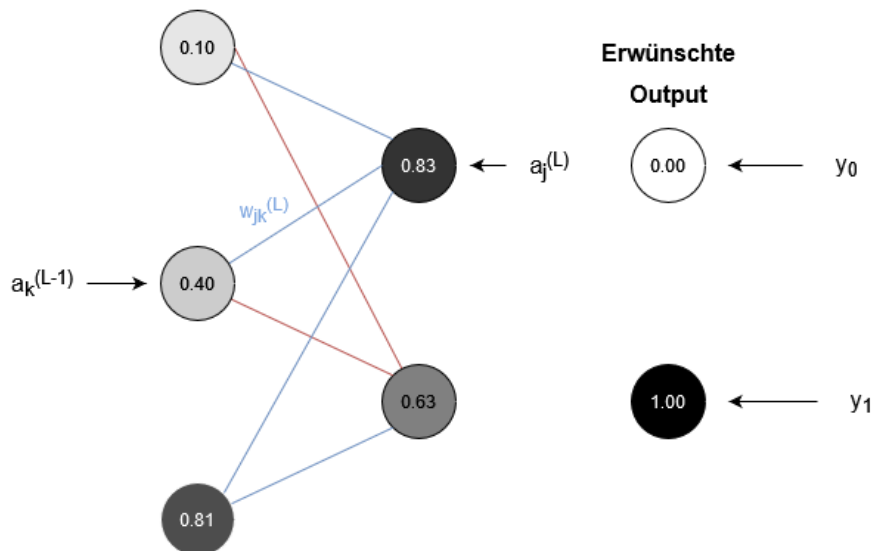 0.10
Erwünschte
Output
0.83
aj(L)
0.00
y0
wjk(L)
ak(L-1)
0.40
0.63
1.00
y1
0.81